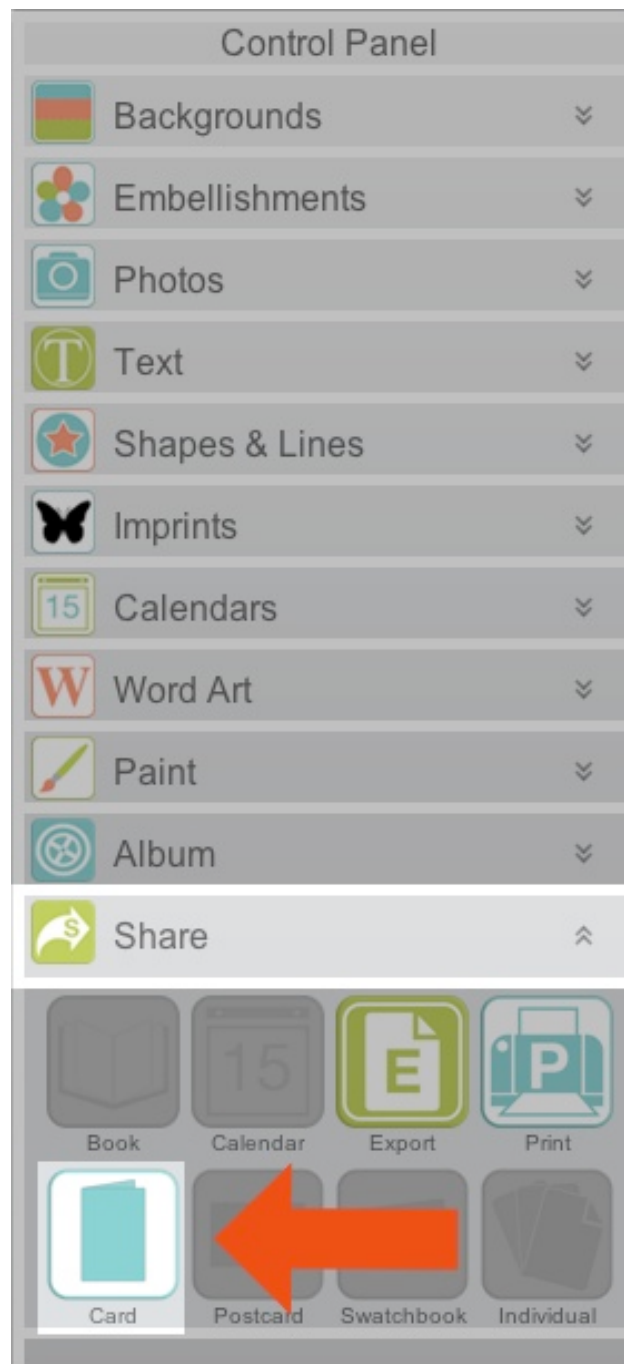 Control Panel
Backgrounds
Embellishments
Photos
T Text
Shapes & Lines
Imprints
15 Calendars
W Word Art
Paint
Album
S Share
15 E P
Book Calendar Export Print
Card Postcard Swatchbook Individual